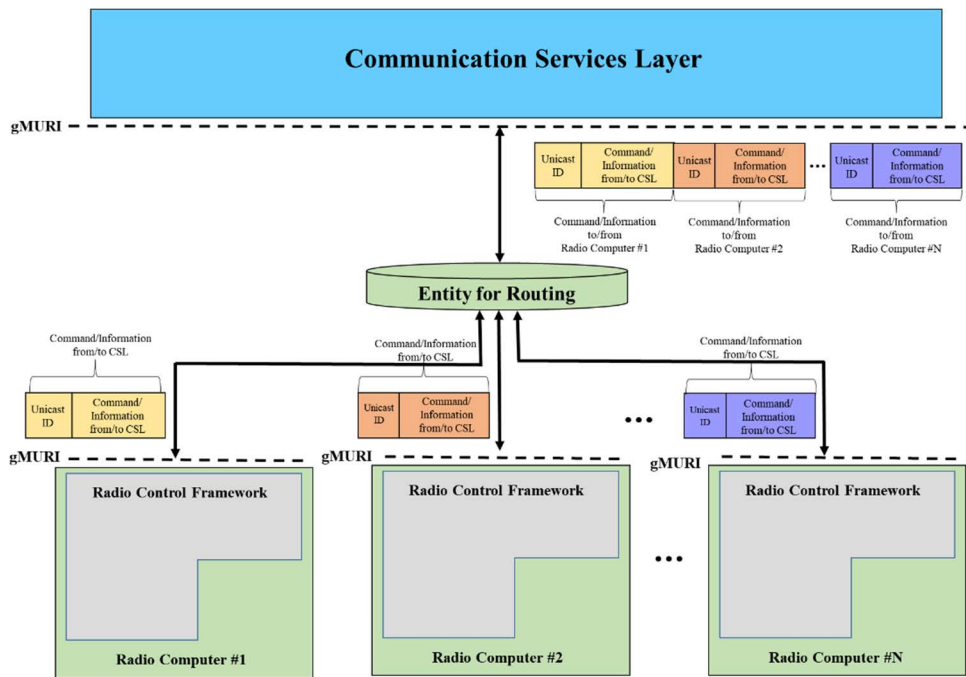 Communication Services Layer
gMURI
Unicast
ID
Command/
Information
from/to CSL
Unicast
ID
Command/
Information
from/to CSL
...
Unicast
ID
Command/
Information
from/to CSL
Command/Information
to/from
Radio Computer #1
Command/Information
to/from
Radio Computer #2
Command/Information
to/from
Radio Computer #N
Entity for Routing
Command/Information
from/to CSL
Command/Information
from/to CSL
Command/Information
from/to CSL
Unicast
ID
Command/
Information
from/to CSL
Unicast
ID
Command/
Information
from/to CSL
...
Unicast
ID
Command/
Information
from/to CSL
gMURI
gMURI
gMURI
Radio Control Framework
Radio Control Framework
Radio Control Framework
...
Radio Computer #1
Radio Computer #2
Radio Computer #N